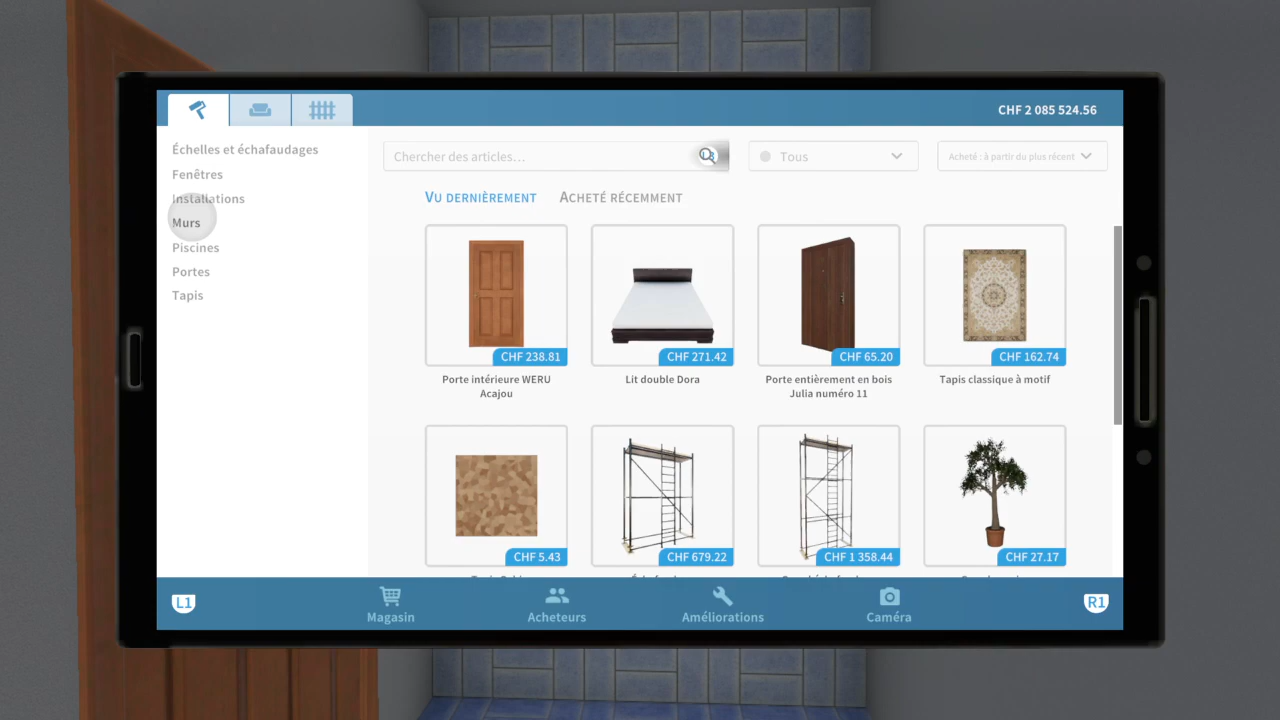 CHF 2 085 524.56
Échelles et échafaudages
Fenêtres
Installations
Murs
Piscines
Portes
Tapis
Chercher des articles...
Tous
Acheté : à partir du plus récent
VU DERNIÈREMENT
ACHETÉ RÉCEMMENT
CHF 238.81
CHF 271.42
CHF 65.20
CHF 162.74
Porte intérieure WERU
Acajou
Lit double Dora
Porte entièrement en bois
Julia numéro 11
Tapis classique à motif
CHF 5.43
CHF 679.22
CHF 1 358.44
CHF 27.17
L1
Magasin
Acheteurs
Améliorations
Caméra
R1